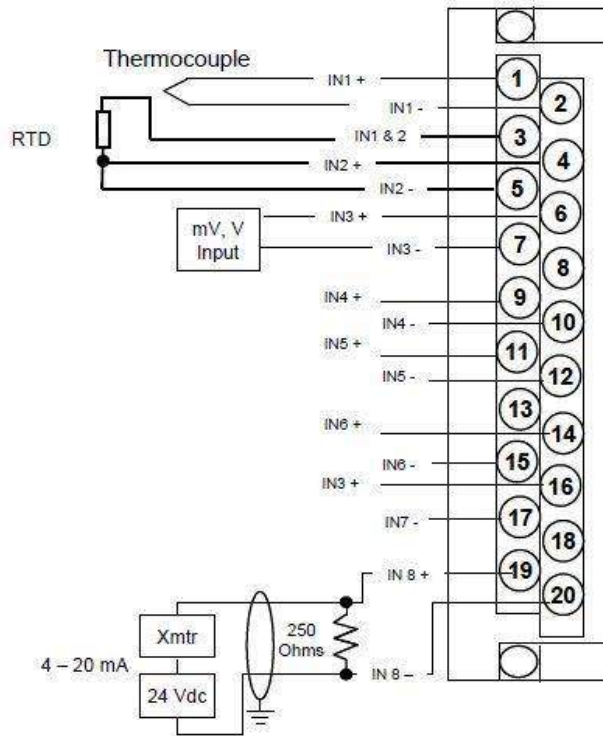 Thermocouple
IN1 +
1
IN1 -
2
RTD
IN1 & 2
3
IN2 +
4
IN2 -
5
mV, V
Input
IN3 +
6
IN3 -
7
8
IN4 +
9
IN4 -
10
IN5 +
11
IN5 -
12
13
IN6 +
14
IN6 -
15
IN3 +
16
IN7 -
17
18
IN 8 +
19
20
Xmtr
250
Ohms
4 – 20 mA
24 Vdc
IN 8 –